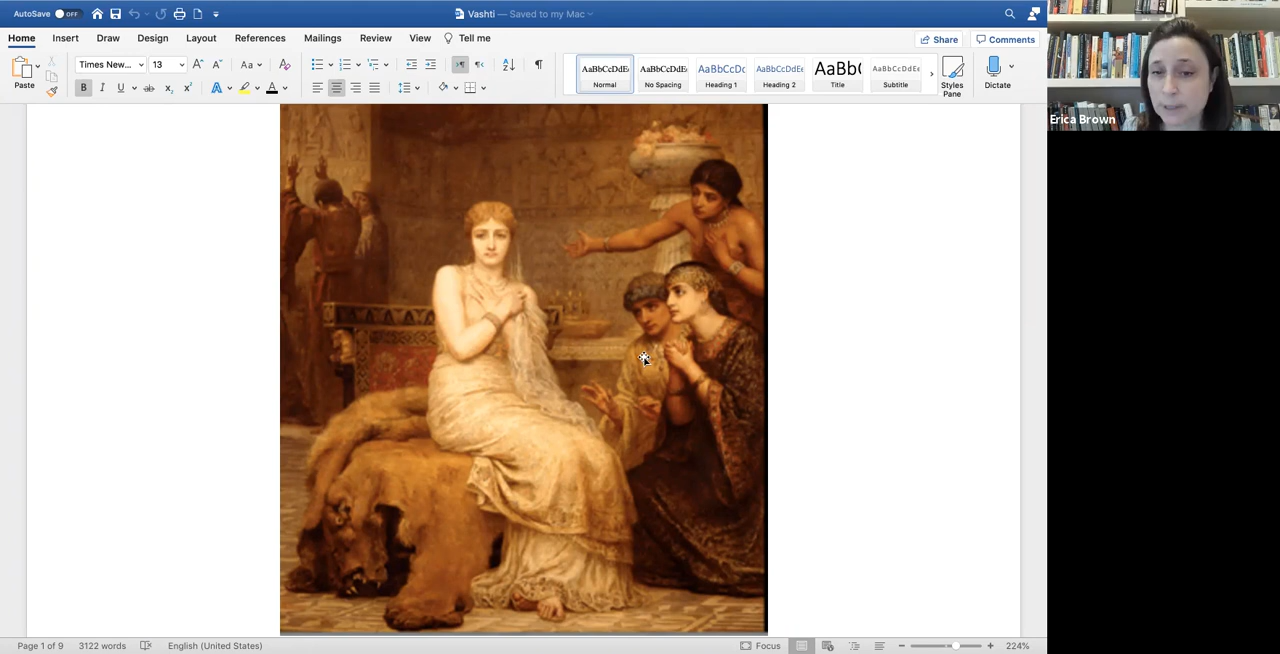 AutoSave OFF
Vashti — Saved to my Mac
Home Insert Draw Design Layout References Mailings Review View Tell me
Share Comments
Paste
Times New... 13
AaBbCcDdEe Normal
AaBbCcDdEe No Spacing
AaBbCcDc Heading 1
AaBbCcDdEe Heading 2
AaBb( Title
AaBbCcDdEe Subtitle
Styles Pane
Dictate
Erica Brown
Page 1 of 9 3122 words English (United States) Focus 224%